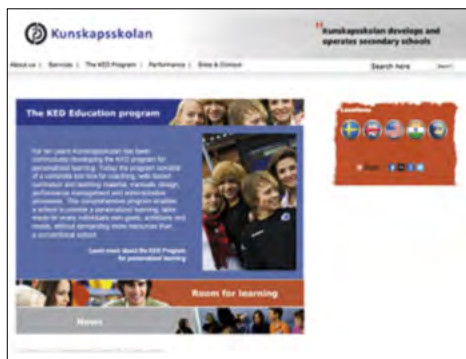 Kunskapsskolan
Kunskapsskolan develops and
operates secondary schools
About us | Services | The KED Program | Performance | Sites & Contact
Search here
The KED Education program
For ten years Kunskapsskolan has been
continuously developing the KED program for
personalized learning. Today the program consists
of a complete tool box for coaching, web-based
curriculum and learning material, manuals, design,
performance management and administrative
processes. This comprehensive program enables
a school to provide a personalized learning, tailor
made for every individuals own goals, ambitions and
needs, without demanding more resources than
a conventional school.
Learn more about the KED Program
for personalized learning
Locations
Room for learning
News